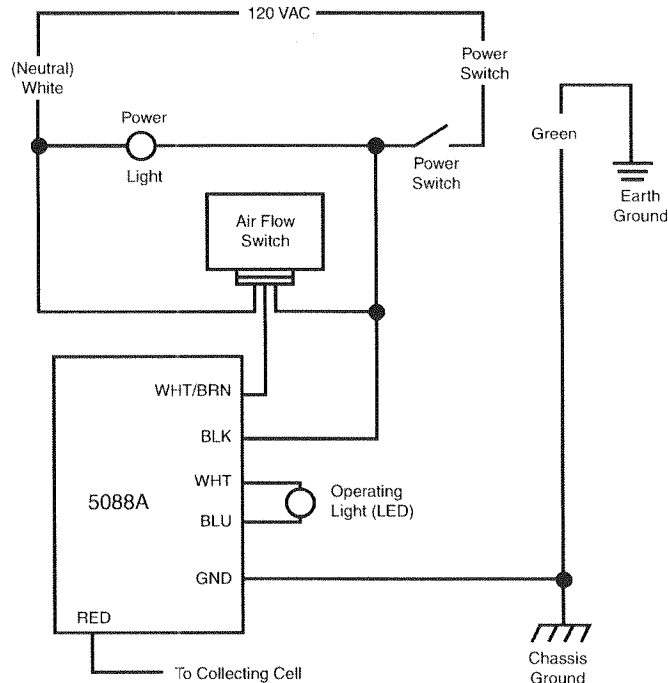 120 VAC
(Neutral)
White
Power
Switch
Power
Light
Power
Switch
Green
Earth
Ground
Air Flow
Switch
WHT/BRN
BLK
WHT
5088A
Operating
Light (LED)
BLU
GND
RED
To Collecting Cell
Chassis
Ground